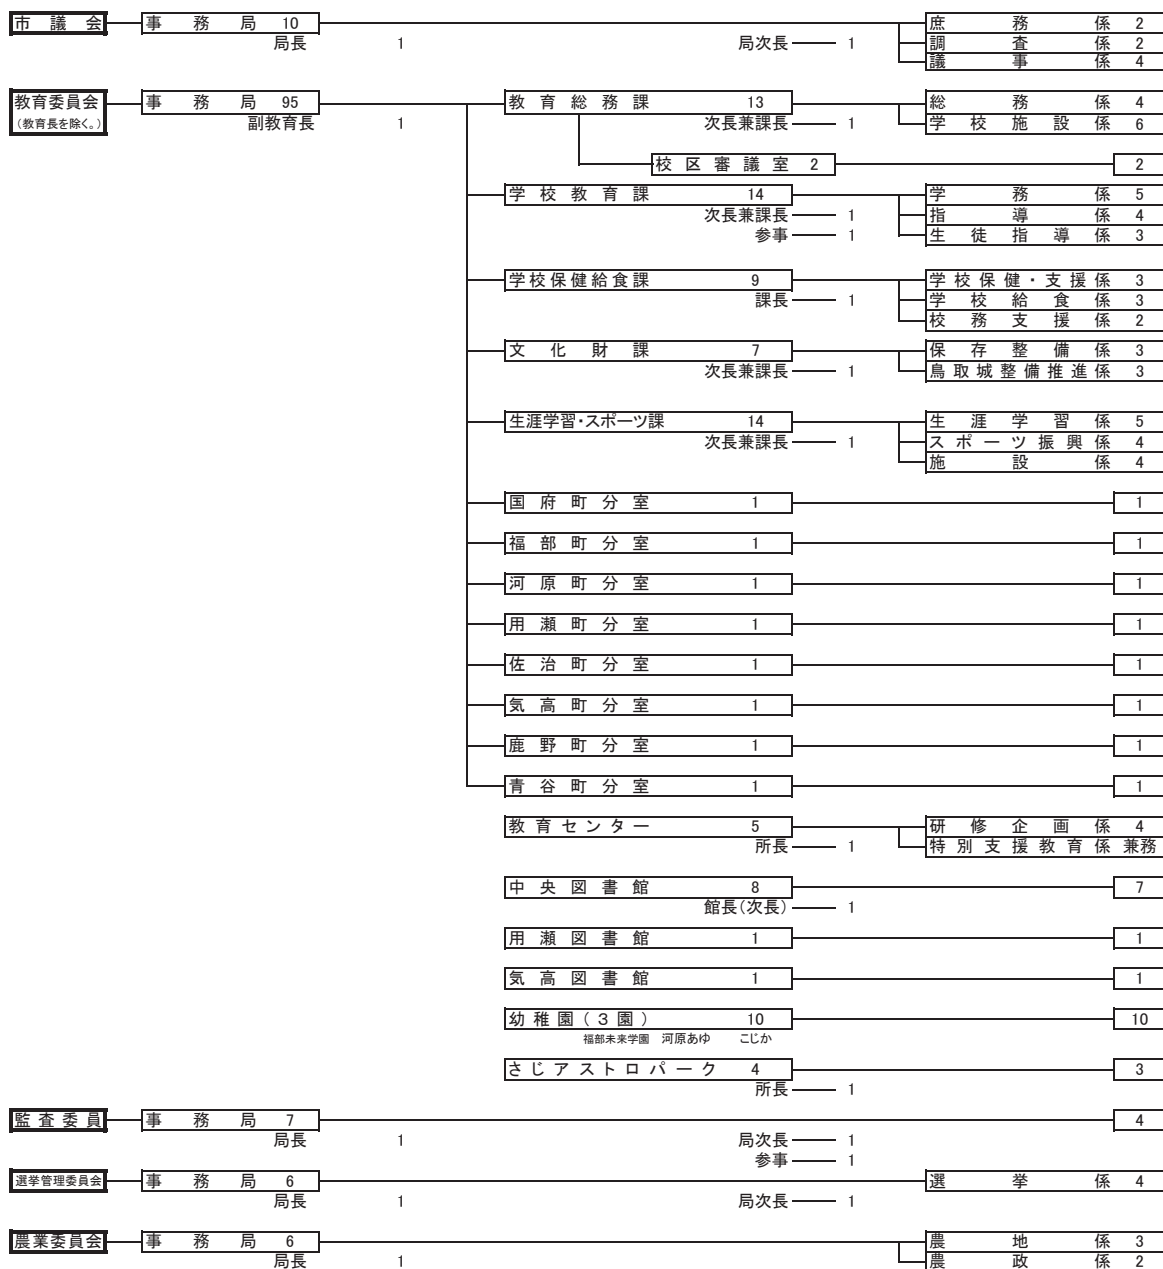 市議会 事務局 10 庶務係 2
局長 1 局次長 1 調査係 2
議事係 4
教育委員会 事務局 95 教育総務課 13 総務係 4
(教育長を除く。) 副教育長 1 次長兼課長 1 学校施設係 6
校区審議室 2 2
学校教育課 14 学務係 5
次長兼課長 1 指導係 4
参事 1 生徒指導係 3
学校保健給食課 9 学校保健・支援係 3
課長 1 学校給食係 3
校務支援係 2
文化財課 7 保存整備係 3
次長兼課長 1 鳥取城整備推進係 3
生涯学習・スポーツ課 14 生涯学習係 5
次長兼課長 1 スポーツ振興係 4
施設係 4
国府町分室 1 1
福部町分室 1 1
河原町分室 1 1
用瀬町分室 1 1
佐治町分室 1 1
気高町分室 1 1
鹿野町分室 1 1
青谷町分室 1 1
教育センター 5 研修企画係 4
所長 1 特別支援教育係 兼務
中央図書館 8 7
館長(次長) 1
用瀬図書館 1 1
気高図書館 1 1
幼稚園(3園) 10 10
福部未来学園 河原あゆ こじか
さじアストロパーク 4 3
所長 1
監査委員 事務局 7 4
局長 1 局次長 1
参事 1
選挙管理委員会 事務局 6 選挙係 4
局長 1 局次長 1
農業委員会 事務局 6 農地係 3
局長 1 農政係 2